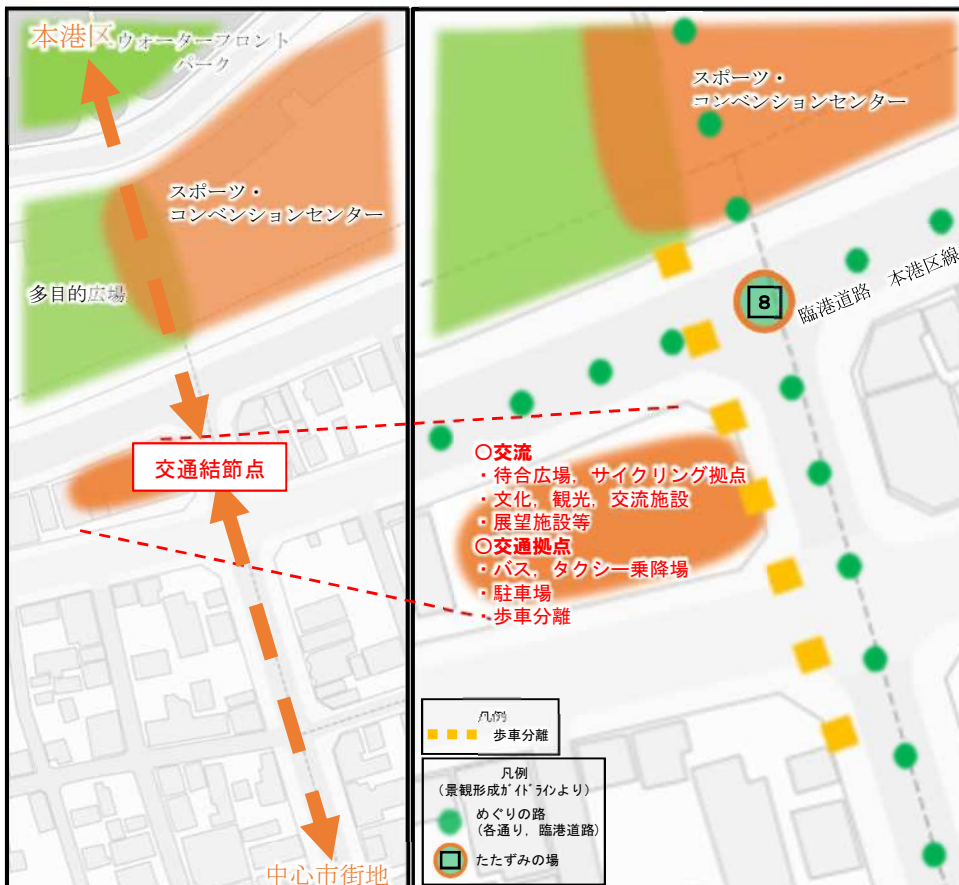 本港区
ウォーターフロント
パーク
スポーツ・
コンベンションセンター
多目的広場
交通結節点
中心市街地
スポーツ・
コンベンションセンター
8
臨港道路 本港区線
〇交流
・待合広場，サイクリング拠点
・文化，観光，交流施設
・展望施設等
〇交通拠点
・バス，タクシー乗降場
・駐車場
・歩車分離
凡例
歩車分離
凡例
（景観形成ｶﾞｲﾄﾞﾗｲﾝより）
めぐりの路
（各通り，臨港道路）
たたずみの場